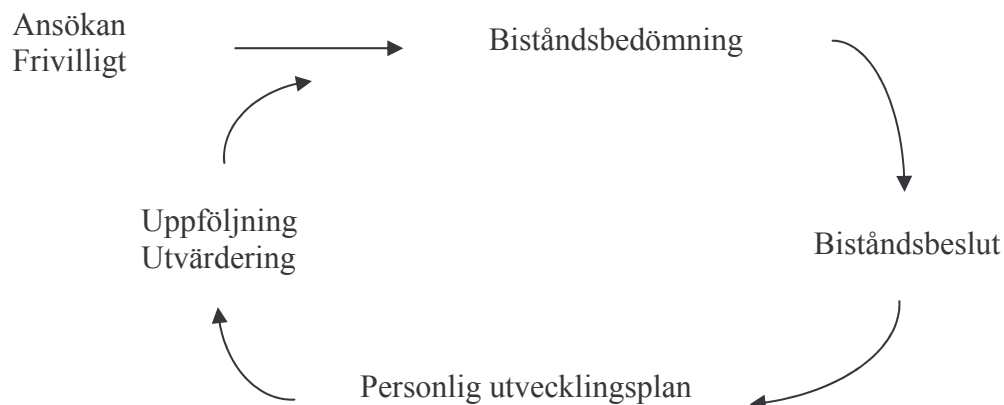 Ansökan
Frivilligt
Biståndsbedömning
Uppföljning
Utvärdering
Biståndsbeslut
Personlig utvecklingsplan